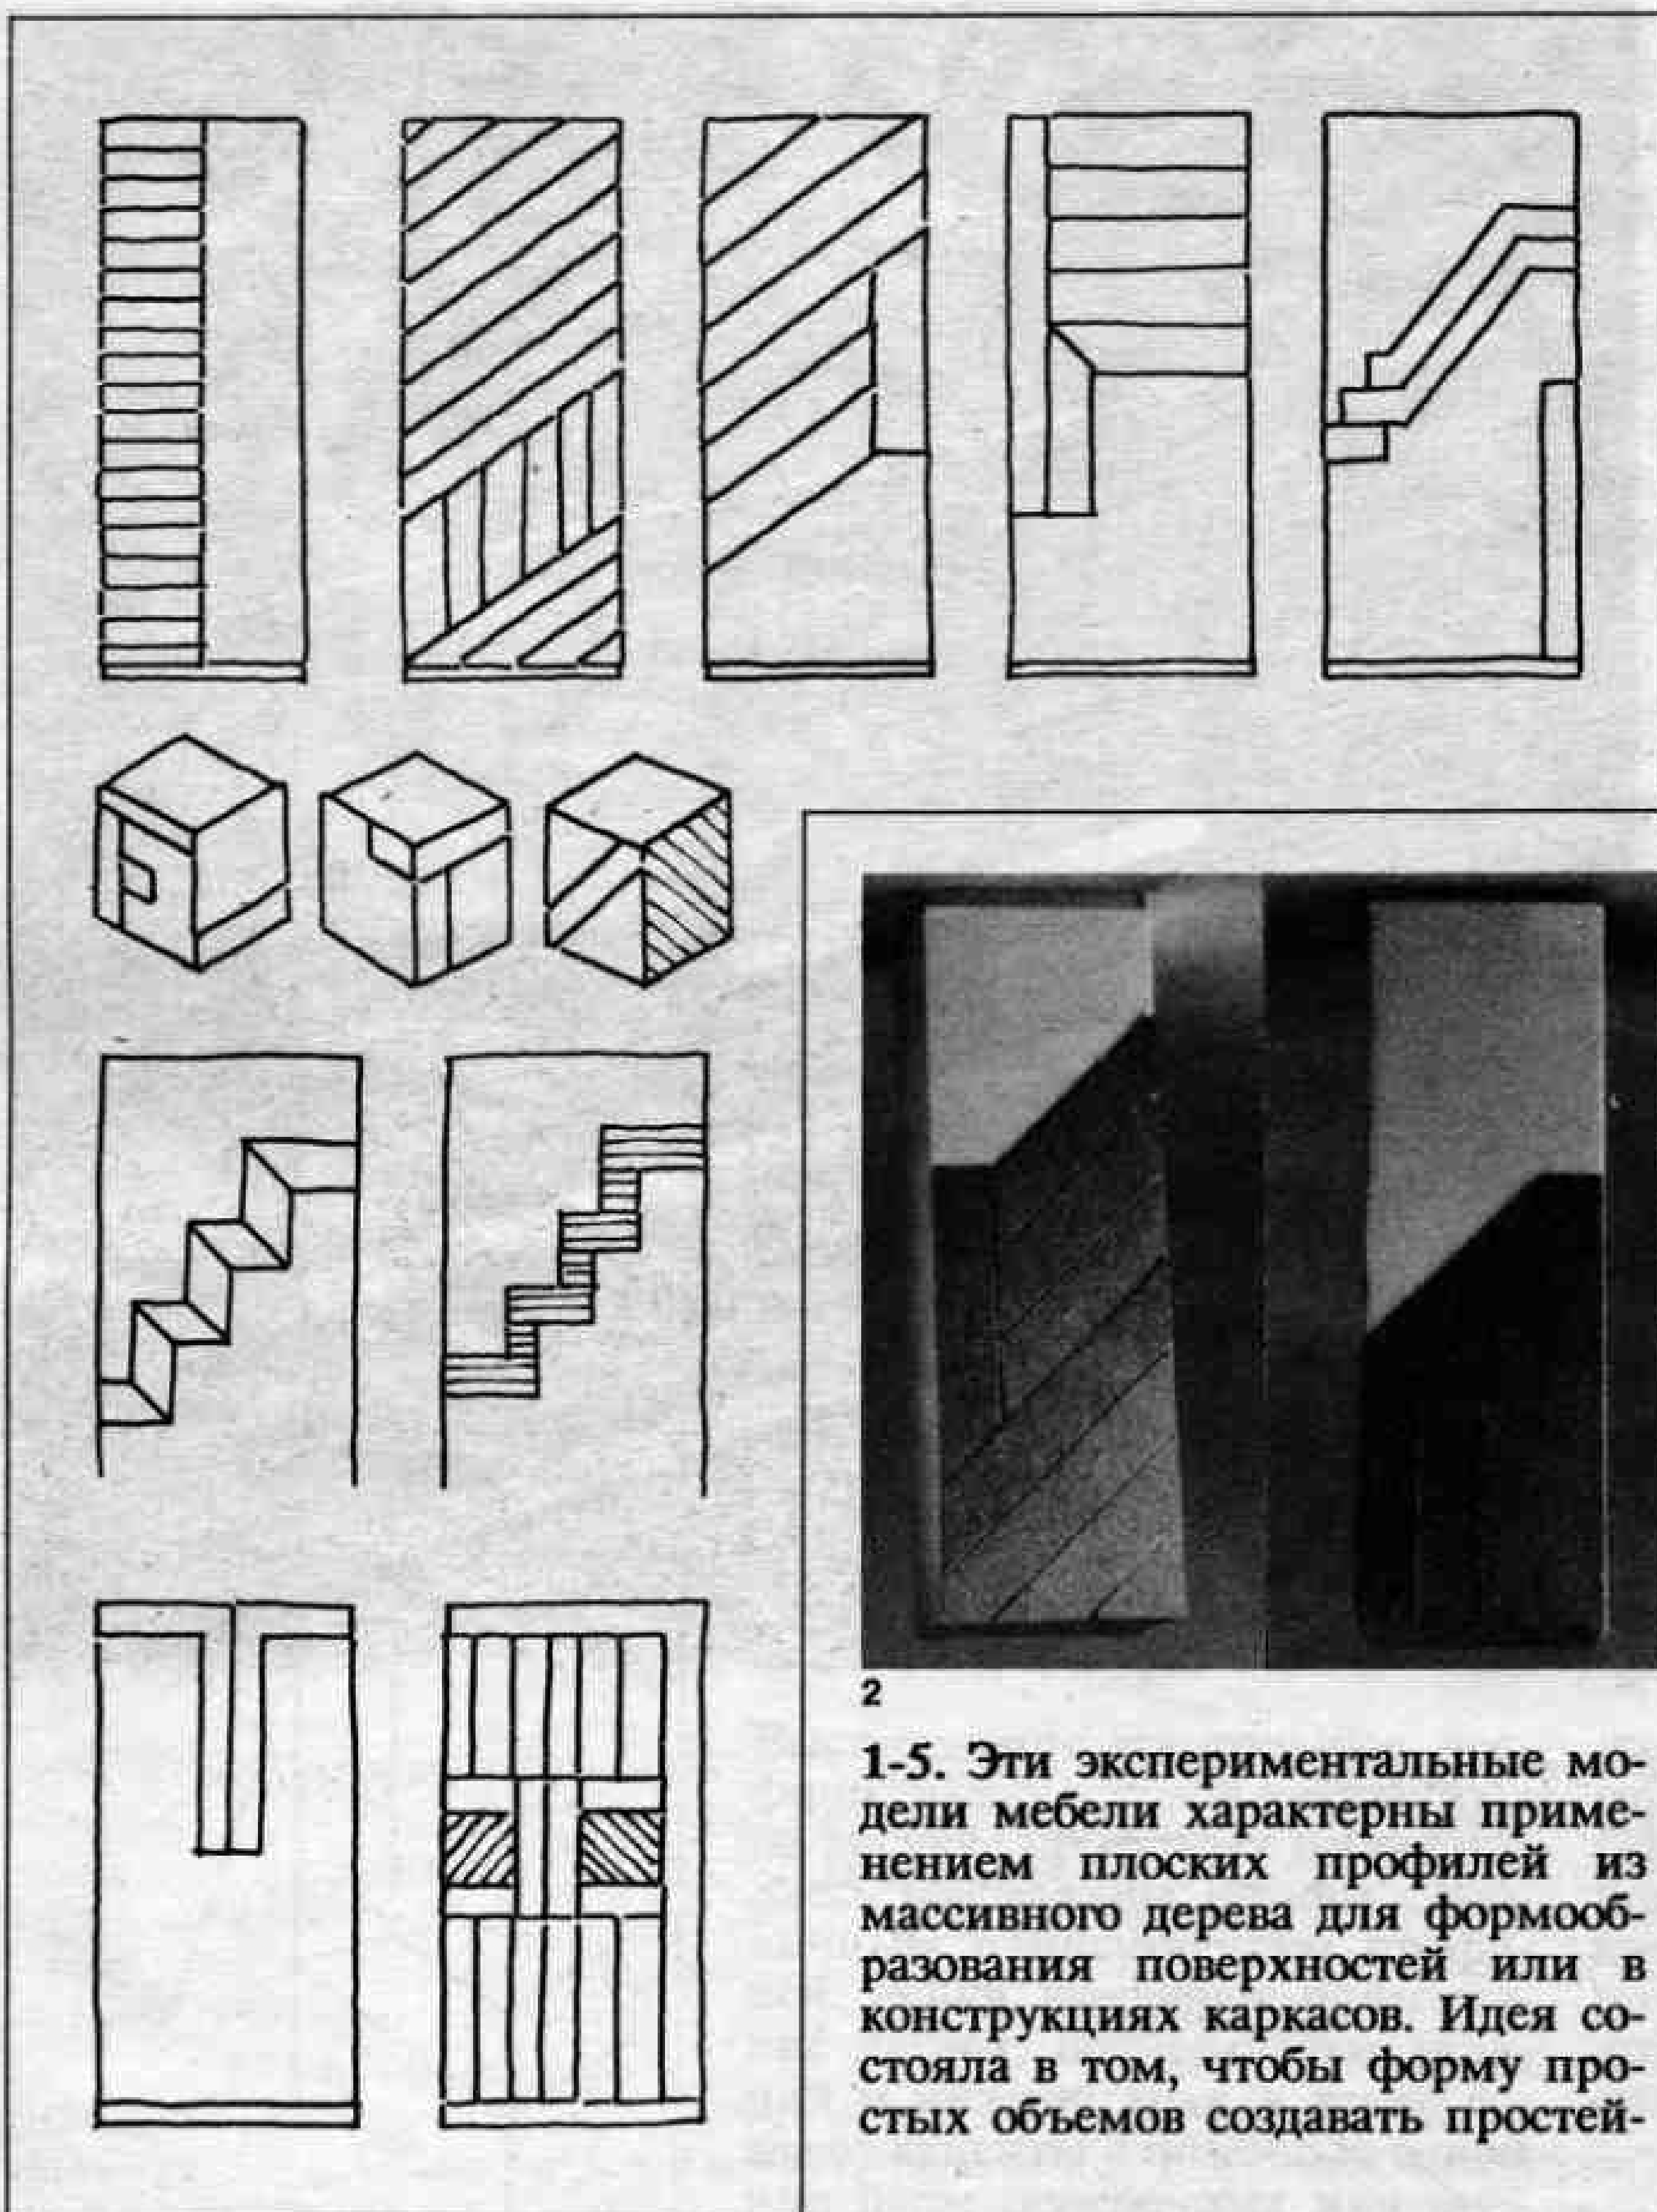 2
1-5. Эти экспериментальные мо-
дели мебели характерны приме-
нением плоских профилей из
массивного дерева для формооб-
разования поверхностей или в
конструкциях каркасов. Идея со-
стояла в том, чтобы форму про-
стых объемов создавать простей-